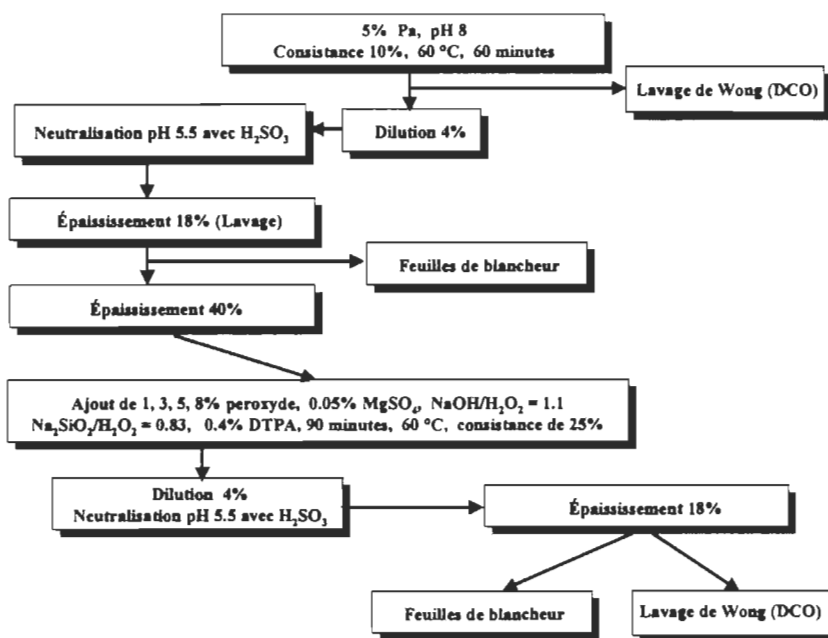 5% Pa, pH 8
Consistance 10%, 60 °C, 60 minutes
Lavage de Wong (DCO)
Dilution 4%
Neutralisation pH 5.5 avec H₂SO₃
Épaississement 18% (Lavage)
Feuilles de blancheur
Épaississement 40%
Ajout de 1, 3, 5, 8% peroxyde, 0.05% MgSO₄, NaOH/H₂O₂ = 1.1
Na₂SiO₂/H₂O₂ = 0.83, 0.4% DTPA, 90 minutes, 60 °C, consistance de 25%
Dilution 4%
Neutralisation pH 5.5 avec H₂SO₃
Épaississement 18%
Feuilles de blancheur
Lavage de Wong (DCO)